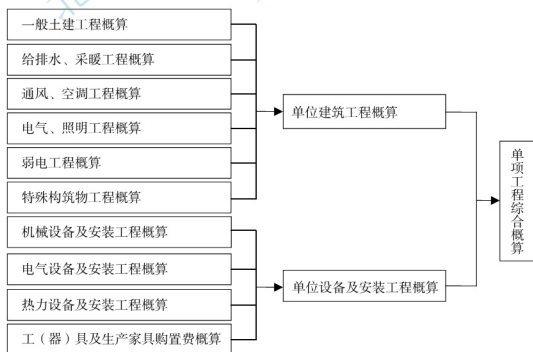 一般土建工程概算
给排水、采暖工程概算
通风、空调工程概算
电气、照明工程概算
弱电工程概算
特殊构筑物工程概算
机械设备及安装工程概算
电气设备及安装工程概算
热力设备及安装工程概算
工（器）具及生产家具购置费概算
单位建筑工程概算
单位设备及安装工程概算
单项工程综合概算